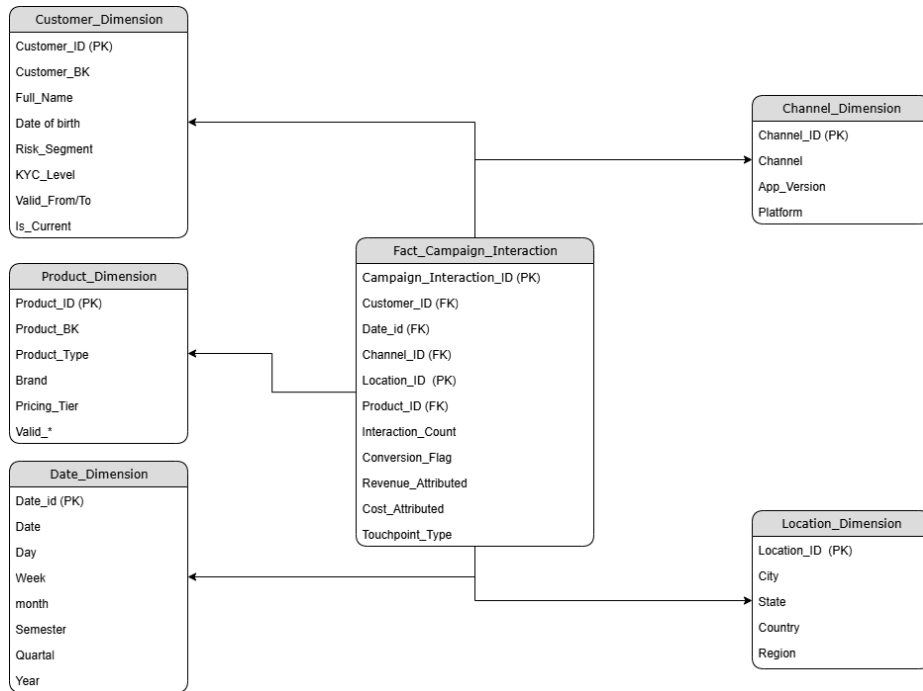 Customer_Dimension
Customer_ID (PK)
Customer_BK
Full_Name
Date of birth
Risk_Segment
KYC_Level
Valid_From/To
Is_Current
Product_Dimension
Product_ID (PK)
Product_BK
Product_Type
Brand
Pricing_Tier
Valid_*
Date_Dimension
Date_id (PK)
Date
Day
Week
month
Semester
Quartal
Year
Fact_Campaign_Interaction
Campaign_Interaction_ID (PK)
Customer_ID (FK)
Date_id (FK)
Channel_ID (FK)
Location_ID (PK)
Product_ID (FK)
Interaction_Count
Conversion_Flag
Revenue_Attributed
Cost_Attributed
Touchpoint_Type
Channel_Dimension
Channel_ID (PK)
Channel
App_Version
Platform
Location_Dimension
Location_ID (PK)
City
State
Country
Region